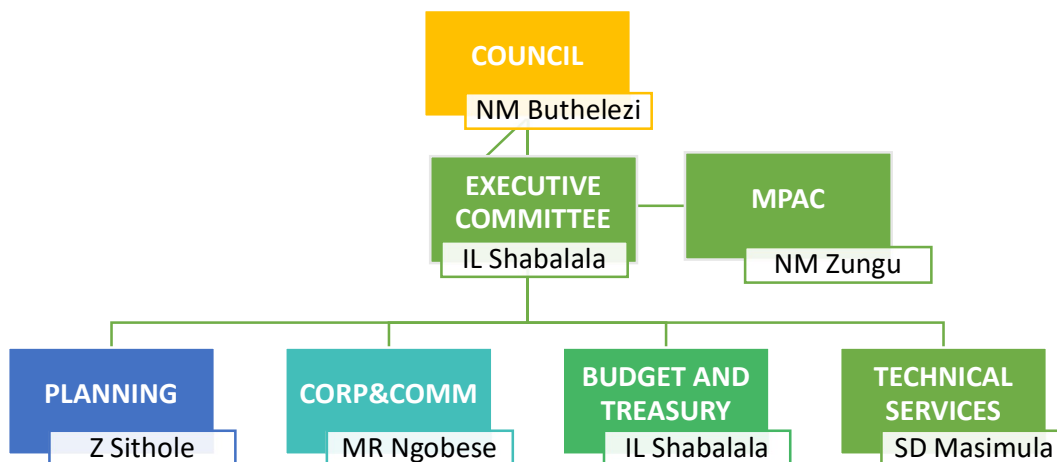 COUNCIL
NM Buthelezi
EXECUTIVE
COMMITTEE
IL Shabalala
MPAC
NM Zungu
PLANNING
Z Sithole
CORP&COMM
MR Ngobese
BUDGET AND
TREASURY
IL Shabalala
TECHNICAL
SERVICES
SD Masimula